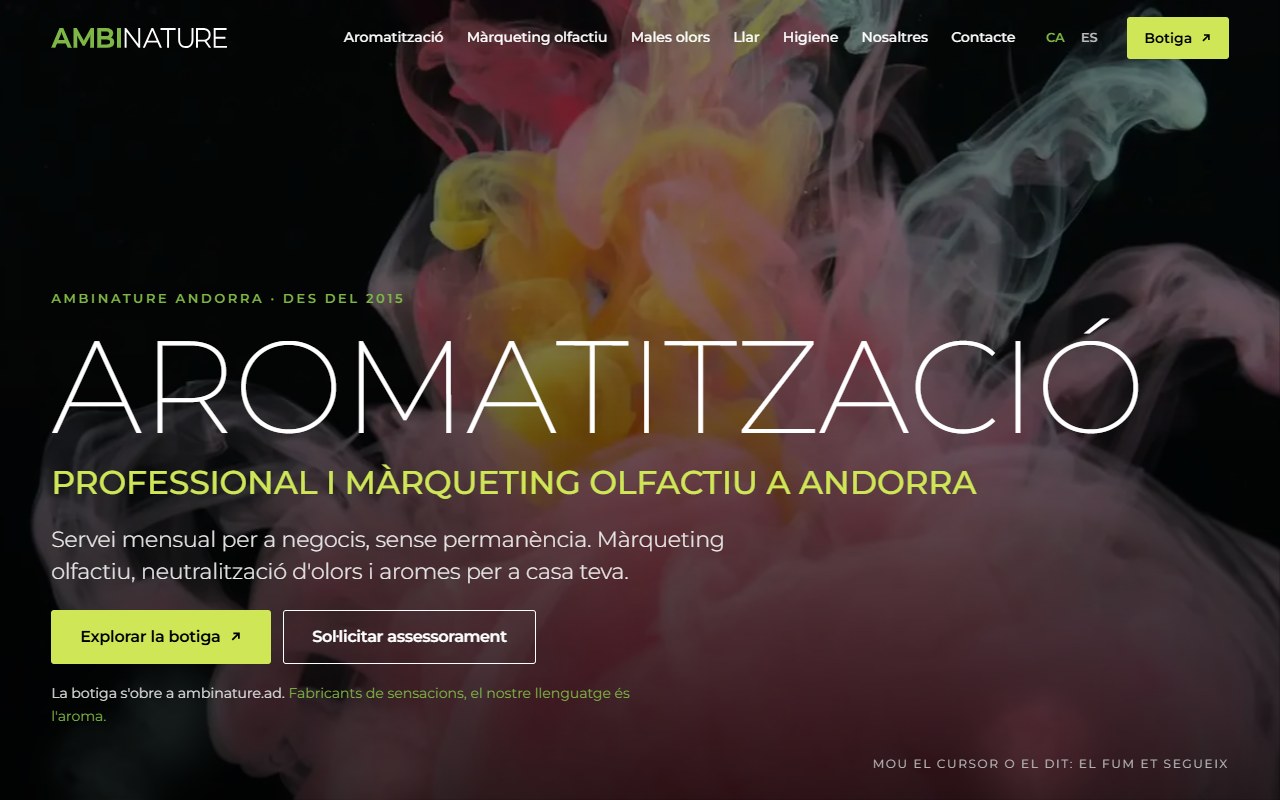 AMBINATURE
Aromatització Màrqueting olfactiu Males olors Llar Higiene Nosaltres Contacte CA ES Botiga ↗
AMBINATURE ANDORRA · DES DEL 2015
AROMATITZACIÓ
PROFESSIONAL I MÀRQUETING OLFACTIU A ANDORRA
Servei mensual per a negocis, sense permanència. Màrqueting
olfactiu, neutralització d'olors i aromes per a casa teva.
Explorar la botiga ↗ Sol·licitar assessorament
La botiga s'obre a ambinature.ad. Fabricants de sensacions, el nostre llenguatge és
l'aroma.
MOU EL CURSOR O EL DIT: EL FUM ET SEGUEIX